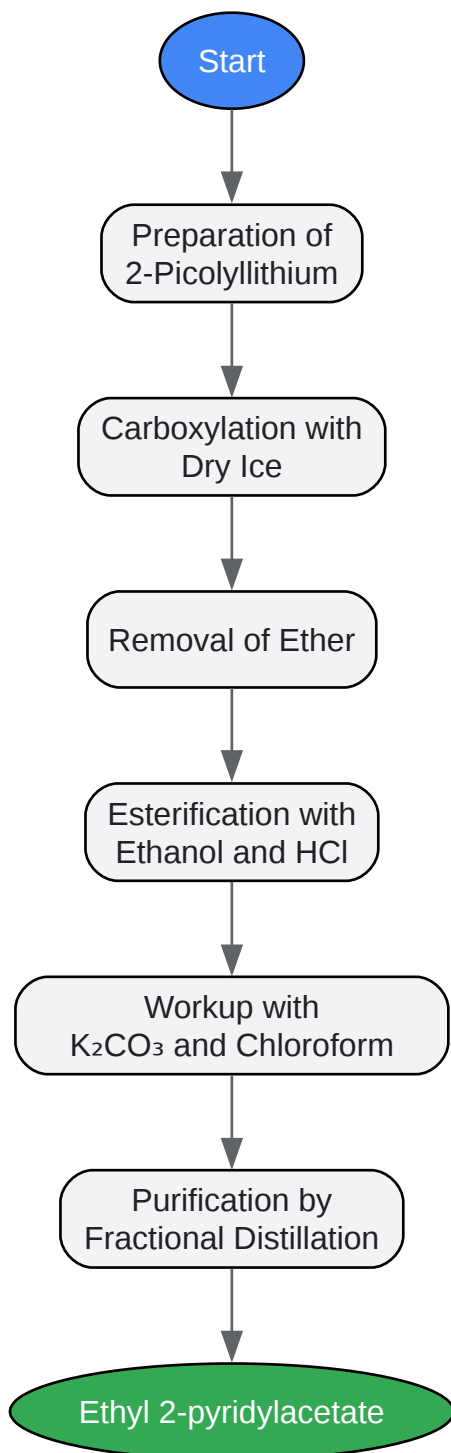 Start
Preparation of
2-Picolyllithium
Carboxylation with
Dry Ice
Removal of Ether
Esterification with
Ethanol and HCl
Workup with
K₂CO₃ and Chloroform
Purification by
Fractional Distillation
Ethyl 2-pyridylacetate